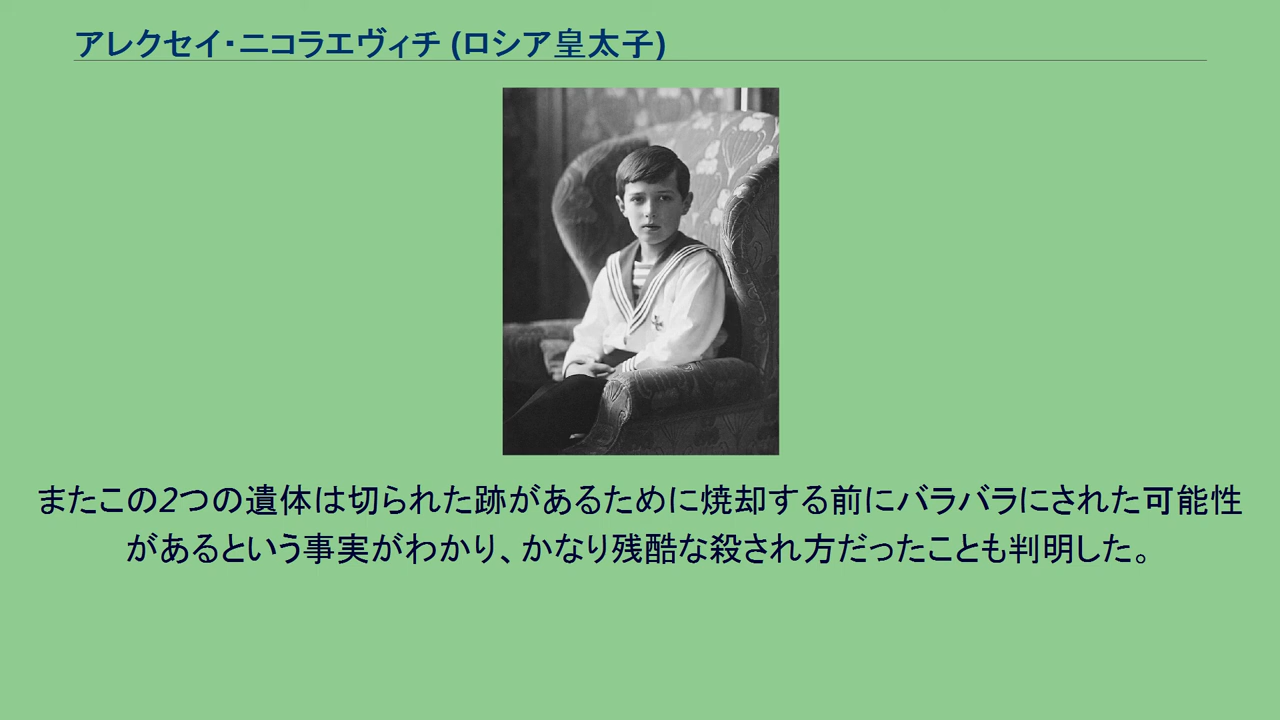 アレクセイ・ニコラエヴィチ (ロシア皇太子)
またこの2つの遺体は切られた跡があるために焼却する前にバラバラにされた可能性
があるという事実がわかり、かなり残酷な殺され方だったことも判明した。